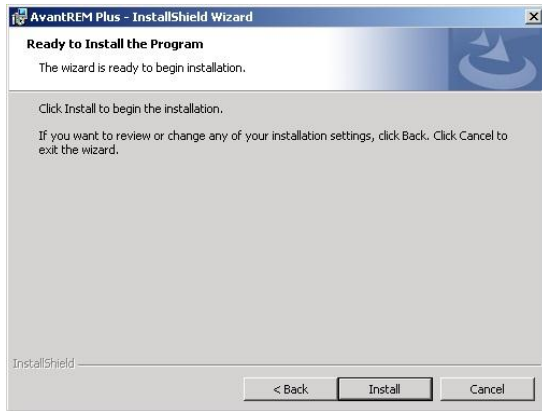 AvantREM Plus - InstallShield Wizard
Ready to Install the Program
The wizard is ready to begin installation.
Click Install to begin the installation.
If you want to review or change any of your installation settings, click Back. Click Cancel to
exit the wizard.
InstallShield
< Back Install Cancel